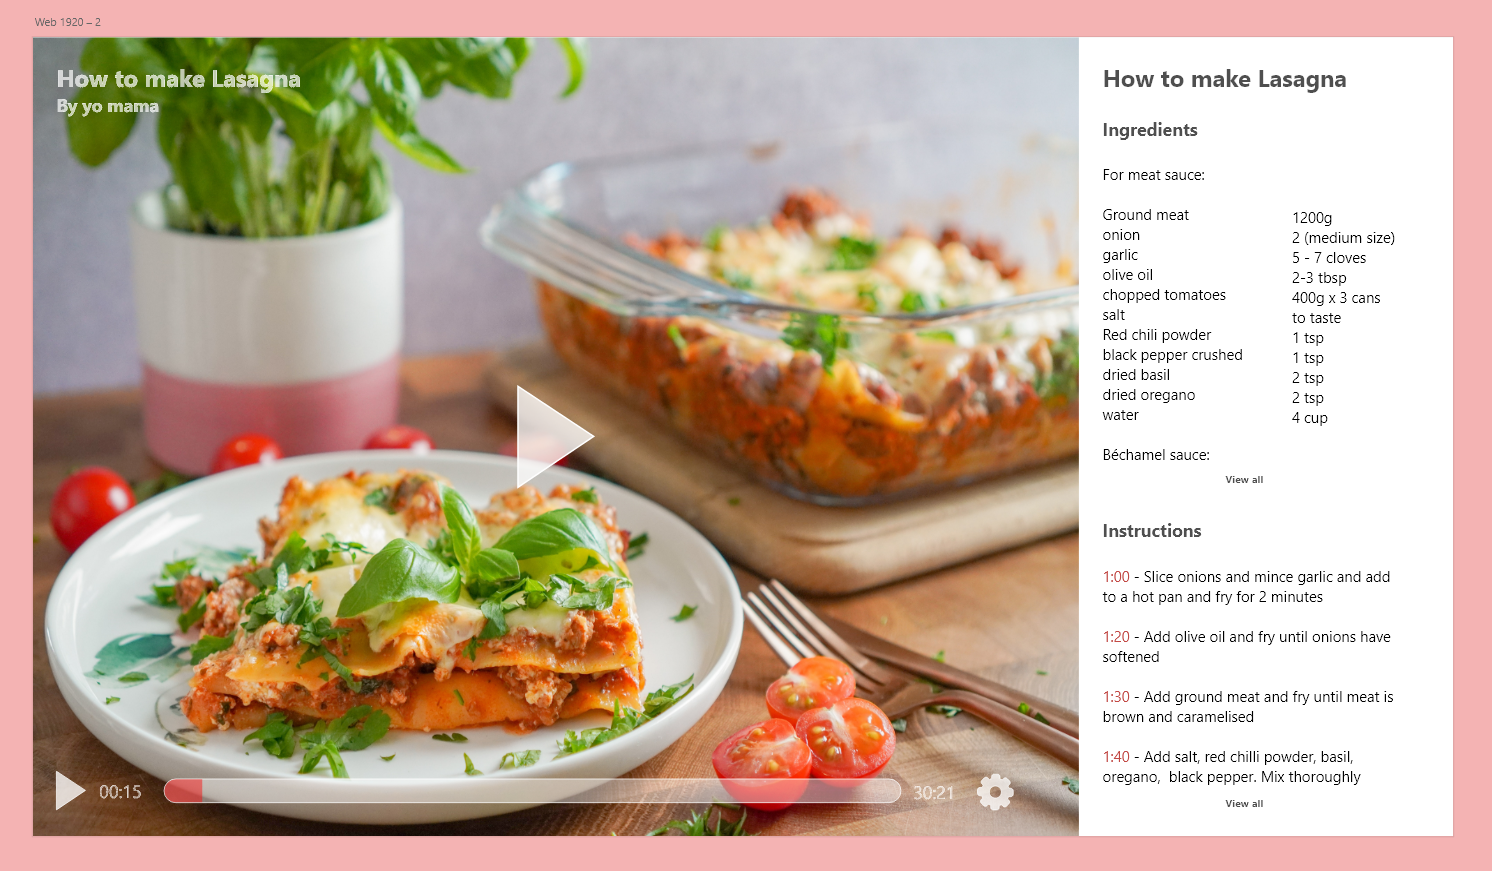 Web 1920 – 2
How to make Lasagna
By yo mama
00:15
30:21
How to make Lasagna
Ingredients
For meat sauce:
Ground meat 1200g
onion 2 (medium size)
garlic 5 - 7 cloves
olive oil 2-3 tbsp
chopped tomatoes 400g x 3 cans
salt to taste
Red chili powder 1 tsp
black pepper crushed 1 tsp
dried basil 2 tsp
dried oregano 2 tsp
water 4 cup
Béchamel sauce:
View all
Instructions
1:00 - Slice onions and mince garlic and add
to a hot pan and fry for 2 minutes
1:20 - Add olive oil and fry until onions have
softened
1:30 - Add ground meat and fry until meat is
brown and caramelised
1:40 - Add salt, red chilli powder, basil,
oregano,  black pepper. Mix thoroughly
View all